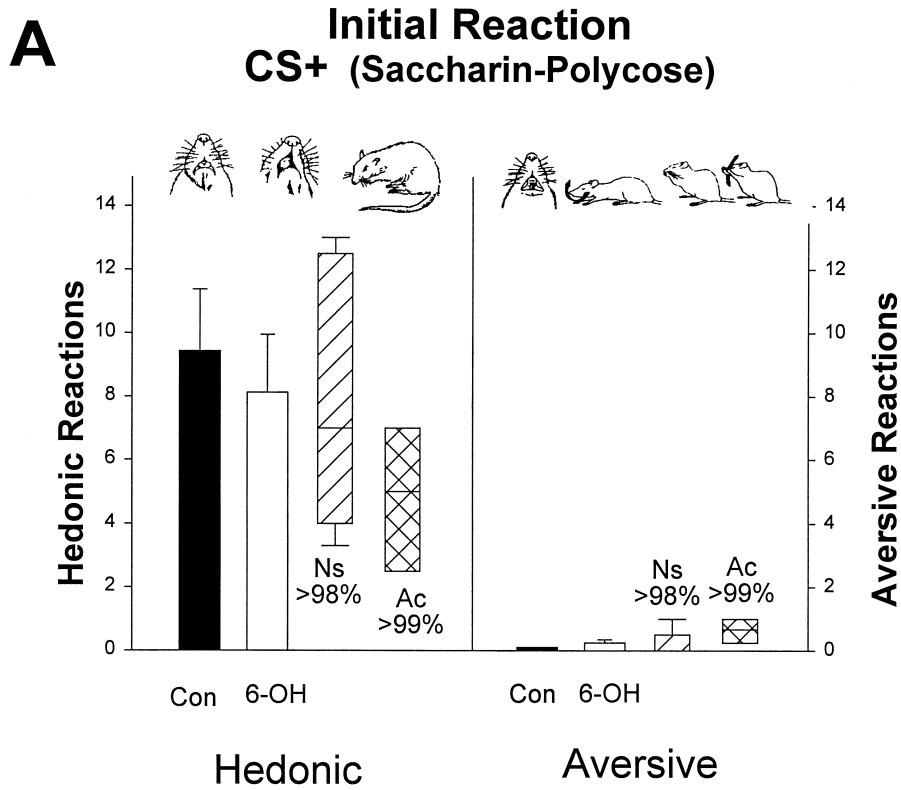 A
Initial Reaction
CS+ (Saccharin-Polycose)
Hedonic Reactions
14
12
10
8
6
4
2
0
Ns
>98%
Ac
>99%
Con
6-OH
Hedonic
Ns
>98%
Ac
>99%
Con
6-OH
Aversive
14
12
10
8
6
4
2
0
Aversive Reactions